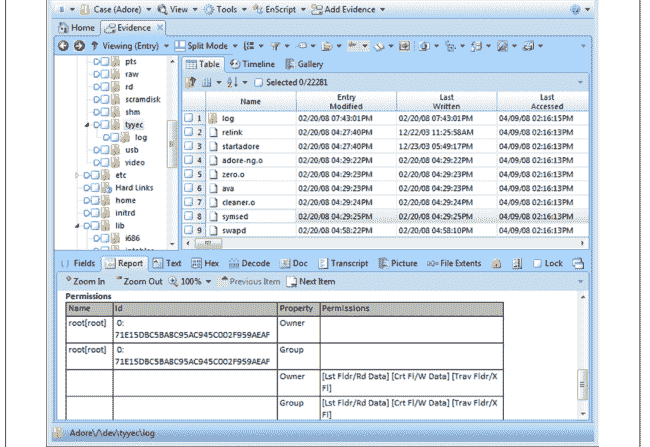 Case (Adore) View Tools EnScript Add Evidence
Home Evidence
Viewing (Entry) Split Mode
pts
raw
rd
scramdisk
shm
tyyec
log
usb
video
etc
Hard Links
home
initrd
lib
i686
Table Timeline Gallery
Selected 0/22281
Name Entry Modified Last Written Last Accessed
1 log 02/20/08 07:43:01PM 02/20/08 07:43:01PM 04/09/08 02:16:15PM
2 relink 02/20/08 04:27:40PM 12/22/03 11:25:58AM 04/09/08 02:16:13PM
3 startadore 02/20/08 04:27:40PM 12/23/03 05:49:17PM 04/09/08 02:16:13PM
4 adore-ng.o 02/20/08 04:29:22PM 02/20/08 04:29:22PM 04/09/08 02:16:13PM
5 zero.o 02/20/08 04:29:23PM 02/20/08 04:29:23PM 04/09/08 02:16:13PM
6 ava 02/20/08 04:29:23PM 02/20/08 04:29:23PM 04/09/08 02:16:13PM
7 cleaner.o 02/20/08 04:29:24PM 02/20/08 04:29:24PM 04/09/08 02:16:13PM
8 symsed 02/20/08 04:29:25PM 02/20/08 04:29:25PM 04/09/08 02:16:13PM
9 swapd 02/20/08 04:58:22PM 02/20/08 04:58:10PM 04/09/08 02:16:13PM
Fields Report Text Hex Decode Doc Transcript Picture File Extents Lock
Zoom In Zoom Out 100% Previous Item Next Item
Permissions
Name Id Property Permissions
root[root] 0: Owner
71E15DBC5BA8C95AC945C002F959AEAF
root[root] 0: Group
71E15DBC5BA8C95AC945C002F959AEAF
Owner [Lst Fldr/Rd Data] [Crt Fl/W Data] [Trav Fldr/X
Fl]
Group [Lst Fldr/Rd Data] [Crt Fl/W Data] [Trav Fldr/X
Fl]
Adore\/\dev\tyyec\log